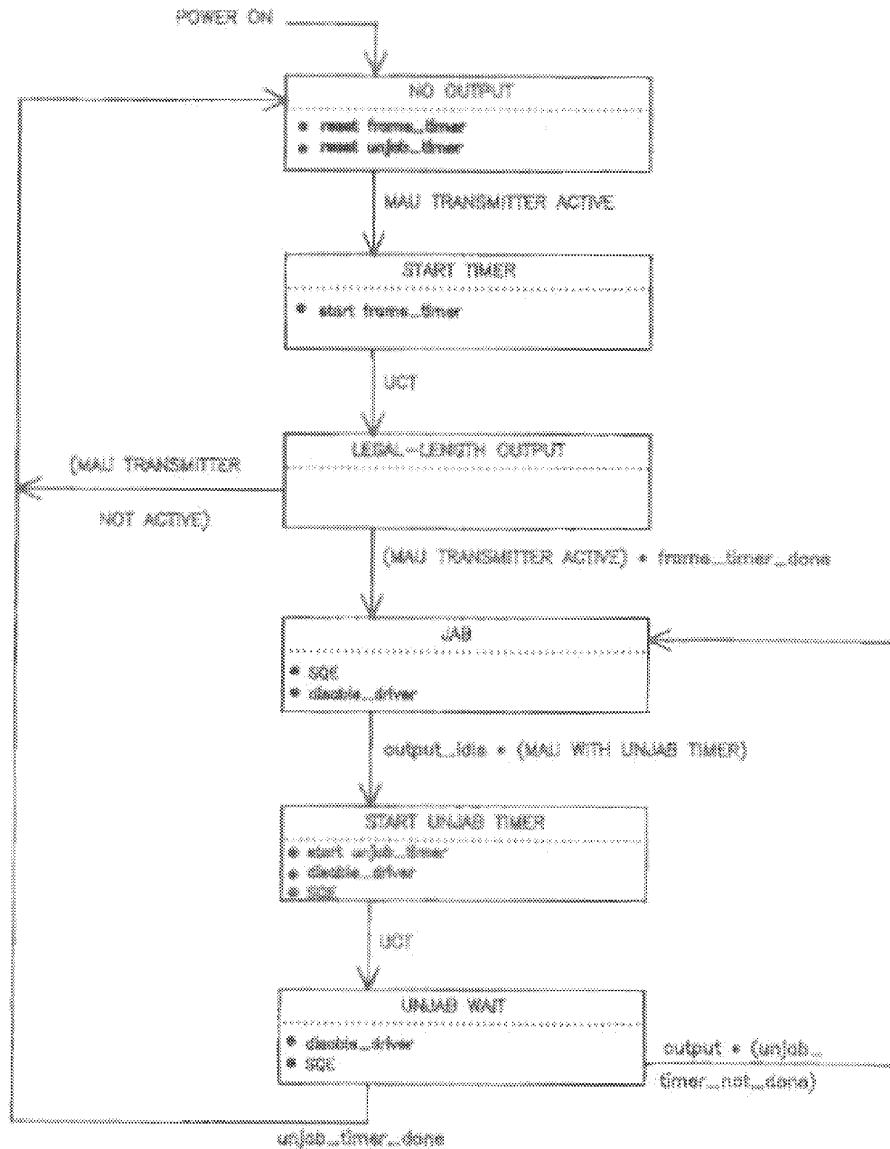 POWER ON
NO OUTPUT
• reset frame_timer
• reset unjab_timer
MAU TRANSMITTER ACTIVE
START TIMER
• start frame_timer
UCT
LEGAL-LENGTH OUTPUT
(MAU TRANSMITTER
NOT ACTIVE)
(MAU TRANSMITTER ACTIVE) * frame_timer_done
JAB
• SQE
• disable_driver
output_idle * (MAU WITH UNJAB TIMER)
START UNJAB TIMER
• start unjab_timer
• disable_driver
• SQE
UCT
UNJAB WAIT
• disable_driver
• SQE
output * (unjab_
timer_not_done)
unjab_timer_done